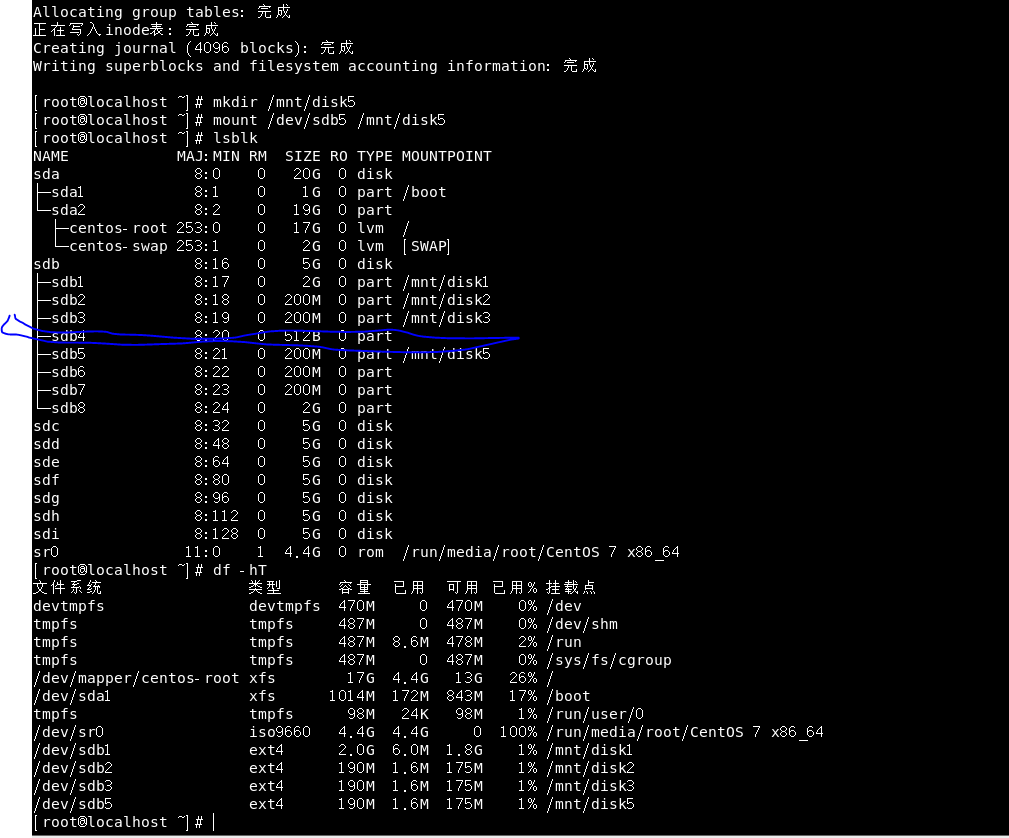 Allocating group tables: 完成
正在写入inode表: 完成
Creating journal (4096 blocks): 完成
Writing superblocks and filesystem accounting information: 完成
[root@localhost ~]# mkdir /mnt/disk5
[root@localhost ~]# mount /dev/sdb5 /mnt/disk5
[root@localhost ~]# lsblk
NAME MAJ:MIN RM SIZE RO TYPE MOUNTPOINT
sda 8:0 0 20G 0 disk
├─sda1 8:1 0 1G 0 part /boot
└─sda2 8:2 0 19G 0 part
├─centos-root 253:0 0 17G 0 lvm /
└─centos-swap 253:1 0 2G 0 lvm [SWAP]
sdb 8:16 0 5G 0 disk
├─sdb1 8:17 0 2G 0 part /mnt/disk1
├─sdb2 8:18 0 200M 0 part /mnt/disk2
├─sdb3 8:19 0 200M 0 part /mnt/disk3
├─sdb4 8:20 0 512B 0 part
├─sdb5 8:21 0 200M 0 part /mnt/disk5
├─sdb6 8:22 0 200M 0 part
├─sdb7 8:23 0 200M 0 part
└─sdb8 8:24 0 2G 0 part
sdc 8:32 0 5G 0 disk
sdd 8:48 0 5G 0 disk
sde 8:64 0 5G 0 disk
sdf 8:80 0 5G 0 disk
sdg 8:96 0 5G 0 disk
sdh 8:112 0 5G 0 disk
sdi 8:128 0 5G 0 disk
sr0 11:0 1 4.4G 0 rom /run/media/root/CentOS 7 x86_64
[root@localhost ~]# df -hT
文件系统 类型 容量 已用 可用 已用% 挂载点
devtmpfs devtmpfs 470M 0 470M 0% /dev
tmpfs tmpfs 487M 0 487M 0% /dev/shm
tmpfs tmpfs 487M 8.6M 478M 2% /run
tmpfs tmpfs 487M 0 487M 0% /sys/fs/cgroup
/dev/mapper/centos-root xfs 17G 4.4G 13G 26% /
/dev/sda1 xfs 1014M 172M 843M 17% /boot
tmpfs tmpfs 98M 24K 98M 1% /run/user/0
/dev/sr0 iso9660 4.4G 4.4G 0 100% /run/media/root/CentOS 7 x86_64
/dev/sdb1 ext4 2.0G 6.0M 1.8G 1% /mnt/disk1
/dev/sdb2 ext4 190M 1.6M 175M 1% /mnt/disk2
/dev/sdb3 ext4 190M 1.6M 175M 1% /mnt/disk3
/dev/sdb5 ext4 190M 1.6M 175M 1% /mnt/disk5
[root@localhost ~]#